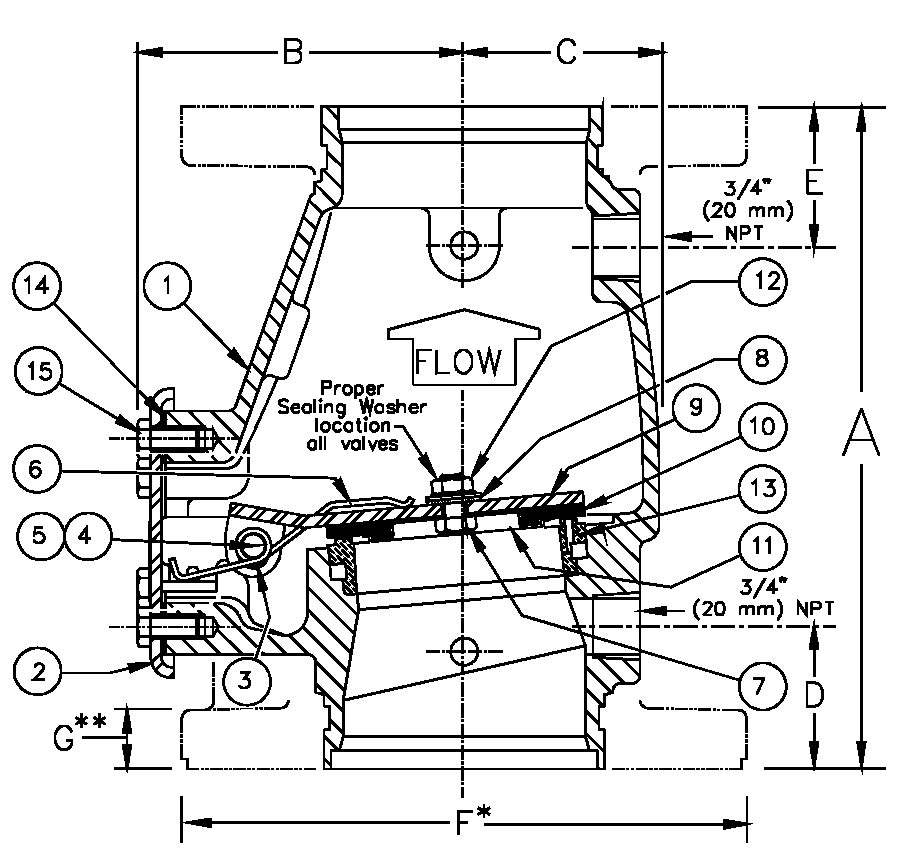 B
C
E
3/4"
(20 mm)
NPT
14
1
12
FLOW
15
Proper
Sealing Washer
location
all valves
8
9
A
6
10
13
5
4
11
3/4"
(20 mm) NPT
2
3
7
D
G**
F*